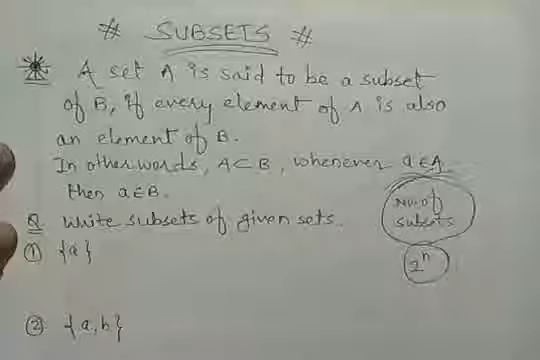 # SUBSETS #
A set A is said to be a subset
of B, if every element of A is also
an element of B.
In other words, A⊂B, whenever a∈A
then a∈B.
No. of
subsets
2ⁿ
Q. Write subsets of given sets.
① {a}
② {a,b}